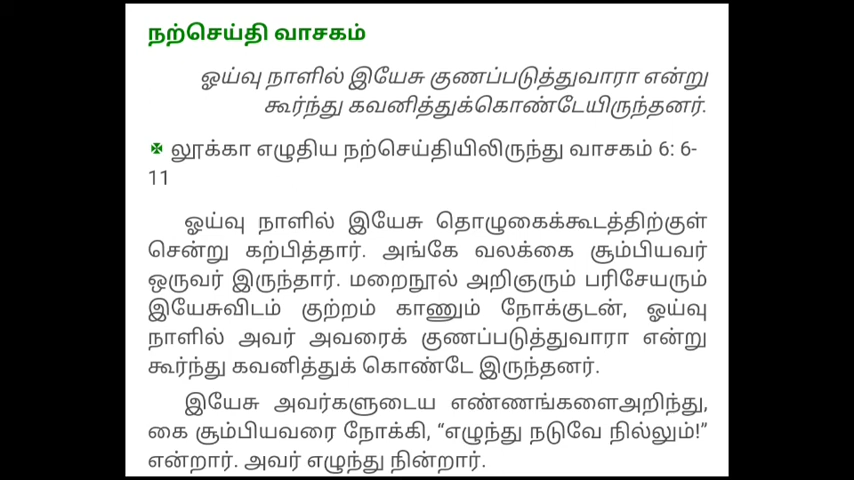 நற்செய்தி வாசகம்
ஓய்வு நாளில் இயேசு குணப்படுத்துவாரா என்று
கூர்ந்து கவனித்துக்கொண்டேயிருந்தனர்.
✠ லூக்கா எழுதிய நற்செய்தியிலிருந்து வாசகம் 6: 6-
11
ஓய்வு நாளில் இயேசு தொழுகைக்கூடத்திற்குள்
சென்று கற்பித்தார். அங்கே வலக்கை சூம்பியவர்
ஒருவர் இருந்தார். மறைநூல் அறிஞரும் பரிசேயரும்
இயேசுவிடம் குற்றம் காணும் நோக்குடன், ஓய்வு
நாளில் அவர் அவரைக் குணப்படுத்துவாரா என்று
கூர்ந்து கவனித்துக் கொண்டே இருந்தனர்.
இயேசு அவர்களுடைய எண்ணங்களைஅறிந்து,
கை சூம்பியவரை நோக்கி, “எழுந்து நடுவே நில்லும்!”
என்றார். அவர் எழுந்து நின்றார்.